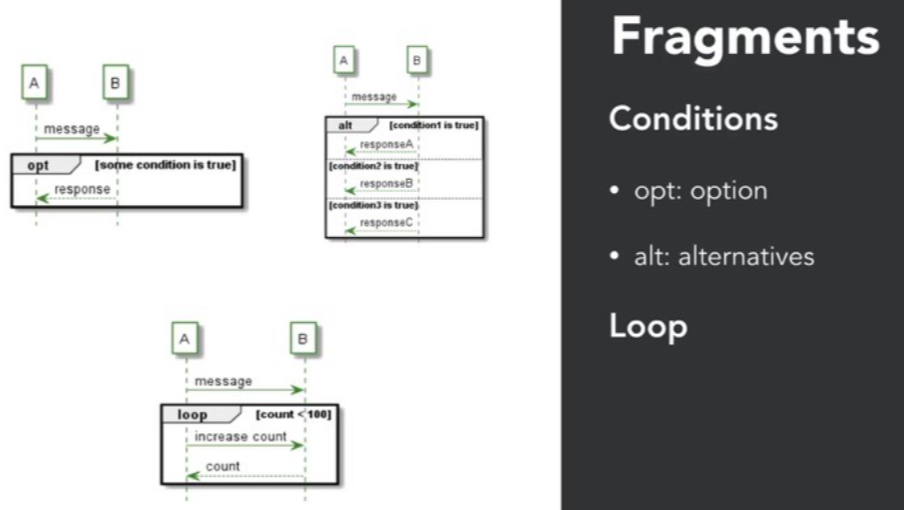 A B
message
opt [some condition is true]
response
A B
message
alt [condition1 is true]
responseA
[condition2 is true]
responseB
[condition3 is true]
responseC
A B
message
loop [count < 100]
increase count
count
Fragments
Conditions
• opt: option
• alt: alternatives
Loop